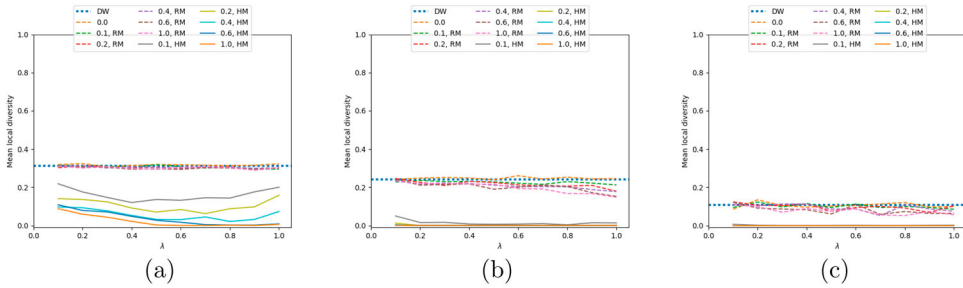 DW 0.4, RM 0.2, HM
0.0 0.6, RM 0.4, HM
0.1, RM 1.0, RM 0.6, HM
0.2, RM 0.1, HM 1.0, HM
1.0
0.8
0.6
0.4
0.2
0.0
Mean local diversity
0.0 0.2 0.4 0.6 0.8 1.0
λ
(a)
DW 0.4, RM 0.2, HM
0.0 0.6, RM 0.4, HM
0.1, RM 1.0, RM 0.6, HM
0.2, RM 0.1, HM 1.0, HM
1.0
0.8
0.6
0.4
0.2
0.0
Mean local diversity
0.0 0.2 0.4 0.6 0.8 1.0
λ
(b)
DW 0.4, RM 0.2, HM
0.0 0.6, RM 0.4, HM
0.1, RM 1.0, RM 0.6, HM
0.2, RM 0.1, HM 1.0, HM
1.0
0.8
0.6
0.4
0.2
0.0
Mean local diversity
0.0 0.2 0.4 0.6 0.8 1.0
λ
(c)